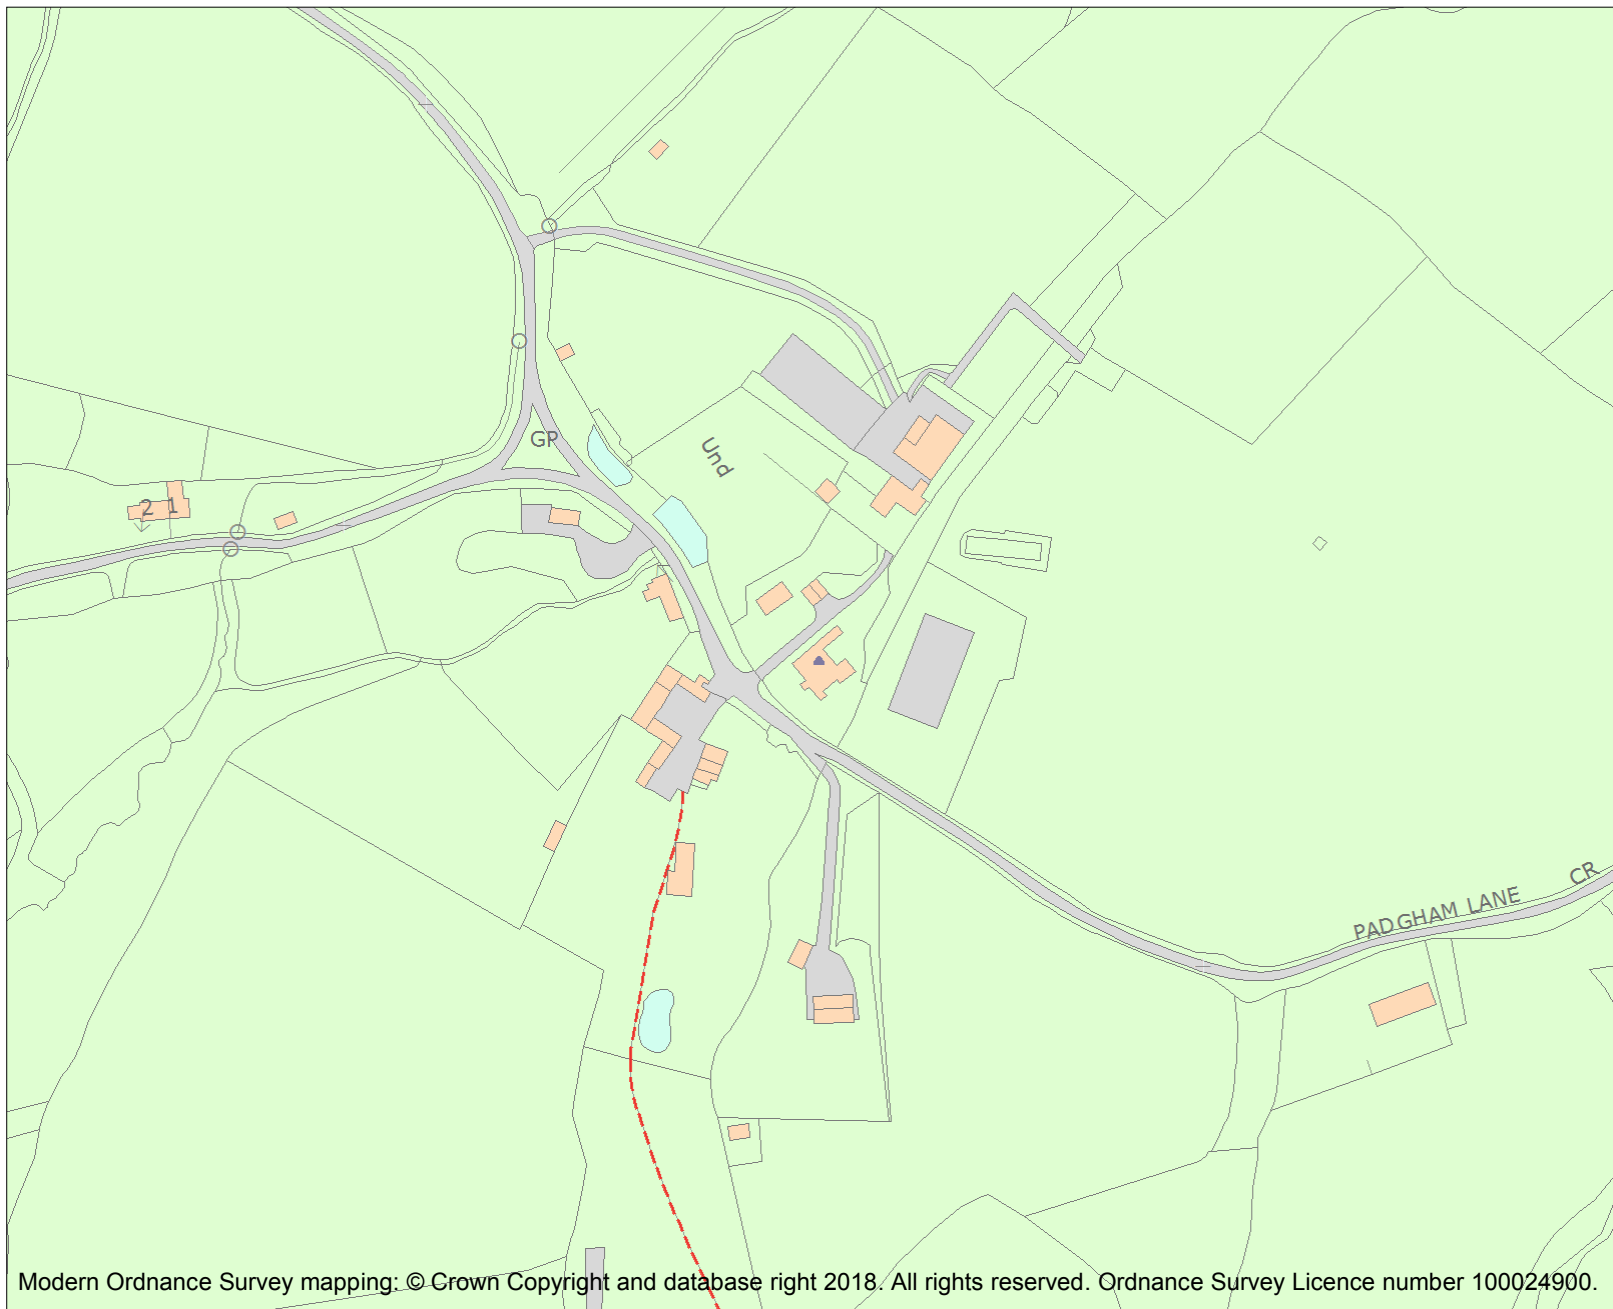 GP
Und
2 1
CR
PADGHAM LANE
Modern Ordnance Survey mapping: © Crown Copyright and database right 2018. All rights reserved. Ordnance Survey Licence number 100024900.